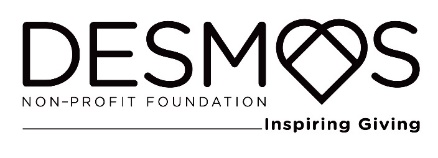 DESMOS
NON-PROFIT FOUNDATION
Inspiring Giving